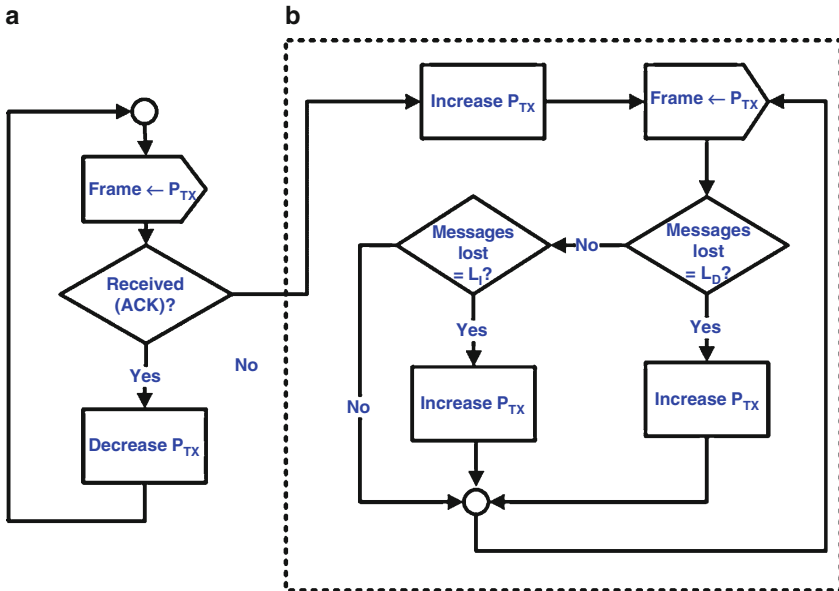 a
b
Increase P_TX
Frame ← P_TX
Frame ← P_TX
Messages
lost
= L_I?
No
Messages
lost
= L_D?
Received
(ACK)?
Yes
Yes
Yes
No
Increase P_TX
Increase P_TX
No
Decrease P_TX